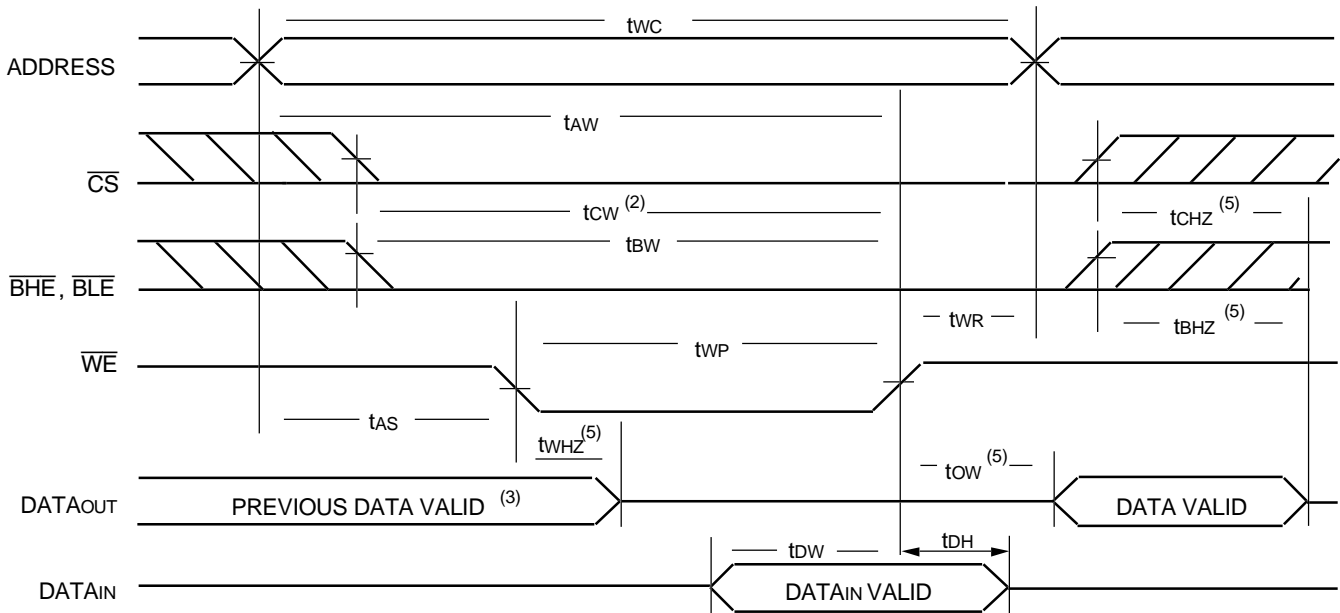 tWC
ADDRESS
tAW
CS
tCW (2)
tCHZ (5)
tBW
BHE, BLE
tWR
tBHZ (5)
tWP
WE
tAS
tWHZ (5)
tOW (5)
DATAOUT
PREVIOUS DATA VALID (3)
DATA VALID
tDW
tDH
DATAIN
DATAIN VALID